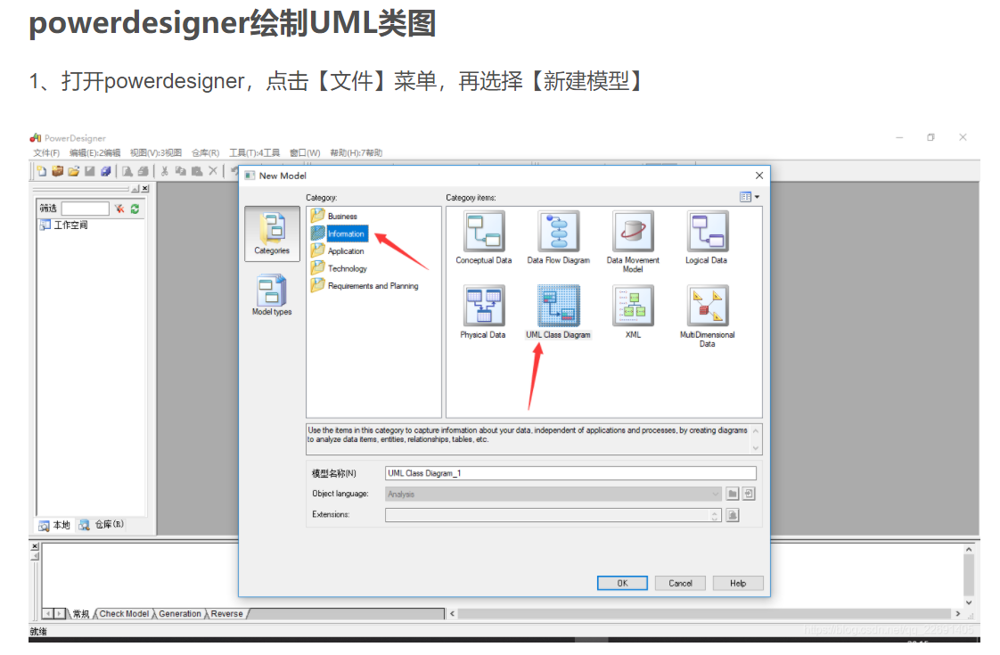 powerdesigner绘制UML类图
1、打开powerdesigner，点击【文件】菜单，再选择【新建模型】
PowerDesigner
文件(F) 编辑(E):2编辑 视图(V):3视图 仓库(R) 工具(T):4工具 窗口(W) 帮助(H):7帮助
New Model
筛选
工作空间
Category:
Category items:
Categories
Model types
Business
Information
Application
Technology
Requirements and Planning
Conceptual Data
Data Flow Diagram
Data Movement
Model
Logical Data
Physical Data
UML Class Diagram
XML
MultiDimensional
Data
Use the items in this category to capture information about your data, independent of applications and processes, by creating diagrams
to analyze data items, entities, relationships, tables, etc.
模型名称(N)
UML Class Diagram_1
Object language:
Analysis
Extensions:
本地 仓库(R)
OK Cancel Help
常规 Check Model Generation Reverse
就绪